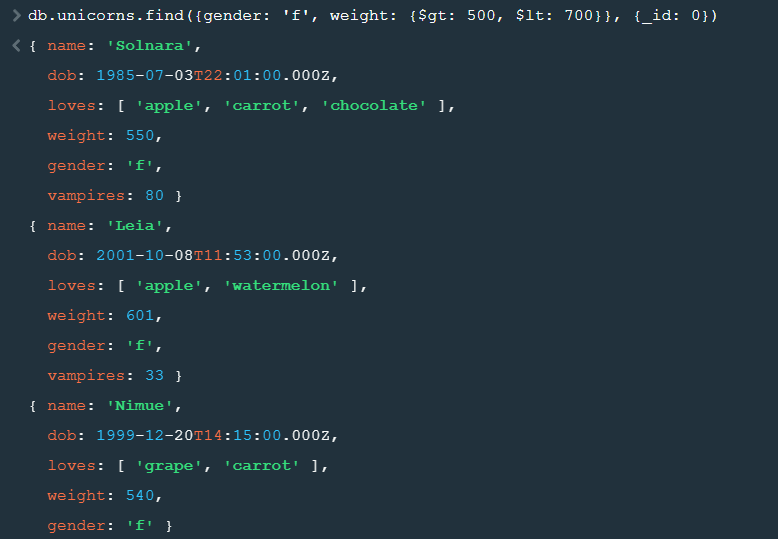 > db.unicorns.find({gender: 'f', weight: {$gt: 500, $lt: 700}}, {_id: 0})
< { name: 'Solnara',
dob: 1985-07-03T22:01:00.000Z,
loves: [ 'apple', 'carrot', 'chocolate' ],
weight: 550,
gender: 'f',
vampires: 80 }
{ name: 'Leia',
dob: 2001-10-08T11:53:00.000Z,
loves: [ 'apple', 'watermelon' ],
weight: 601,
gender: 'f',
vampires: 33 }
{ name: 'Nimue',
dob: 1999-12-20T14:15:00.000Z,
loves: [ 'grape', 'carrot' ],
weight: 540,
gender: 'f' }